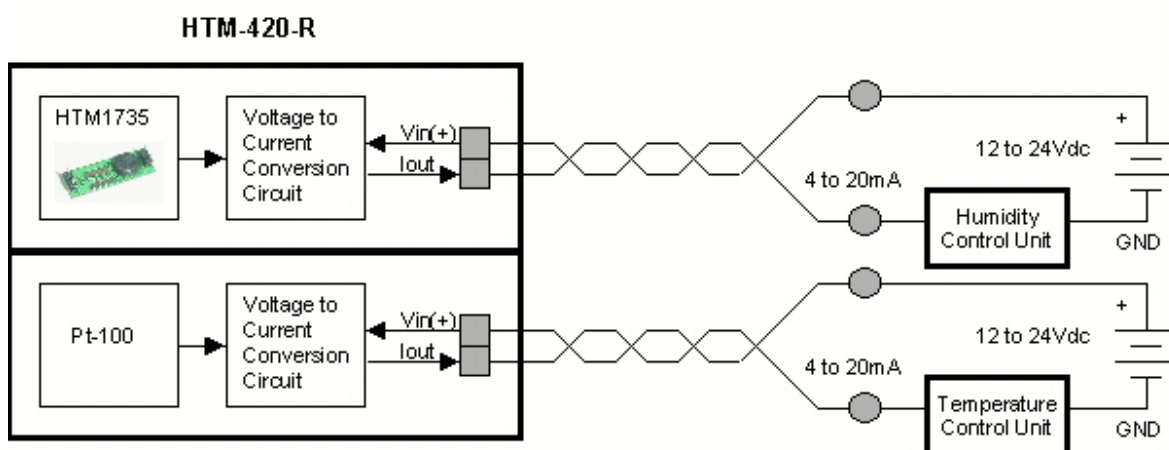 HTM-420-R
HTM1735
Voltage to
Current
Conversion
Circuit
Vin(+)
Iout
12 to 24Vdc
+
4 to 20mA
Humidity
Control Unit
GND
Pt-100
Voltage to
Current
Conversion
Circuit
Vin(+)
Iout
12 to 24Vdc
+
4 to 20mA
Temperature
Control Unit
GND